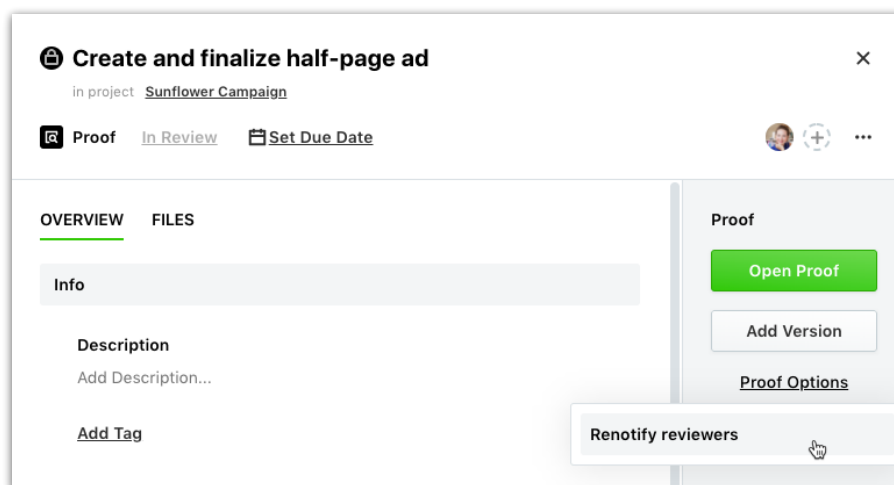 Create and finalize half-page ad
in project Sunflower Campaign
Proof In Review Set Due Date
OVERVIEW FILES
Info
Description
Add Description...
Add Tag
Proof
Open Proof
Add Version
Proof Options
Renotify reviewers